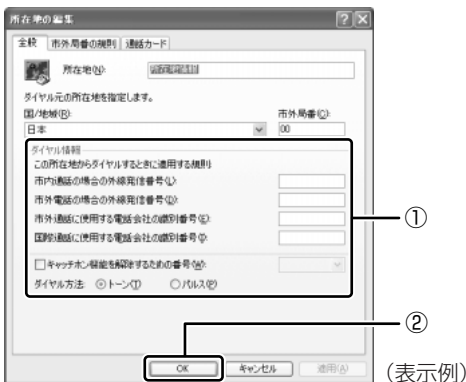 所在地の編集
全般 市外局番の規則 通話カード
所在地(N):
ダイヤル元の所在地を指定します。
国/地域(R): 市外局番(C):
日本 00
ダイヤル情報
この所在地からダイヤルするときに適用する規則:
市内通話の場合の外線発信番号(L):
市外電話の場合の外線発信番号(D):
市外通話に使用する電話会社の識別番号(E):
国際通話に使用する電話会社の識別番号(I):
キャッチホン機能を解除するための番号(W):
ダイヤル方法: トーン(T) パルス(P)
①
②
OK キャンセル 適用(A)
(表示例)